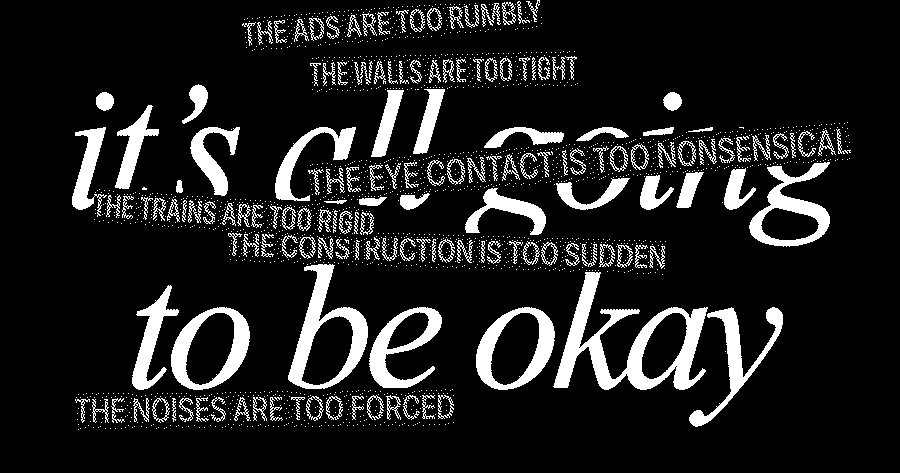 THE ADS ARE TOO RUMBLY
THE WALLS ARE TOO TIGHT
it's all going
THE EYE CONTACT IS TOO NONSENSICAL
THE TRAINS ARE TOO RIGID
THE CONSTRUCTION IS TOO SUDDEN
to be okay
THE NOISES ARE TOO FORCED